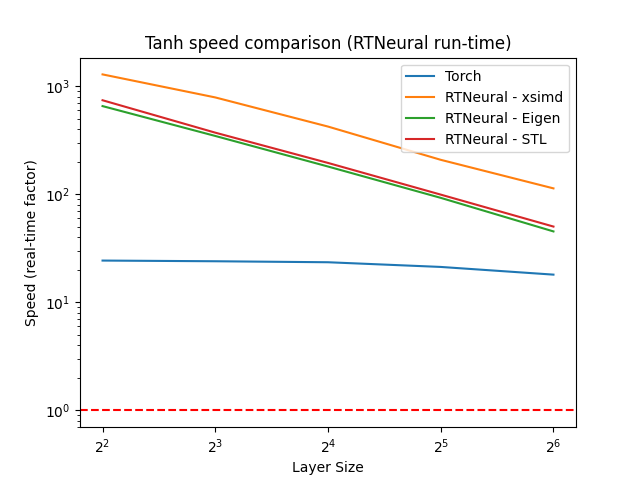 Tanh speed comparison (RTNeural run-time)
Torch
RTNeural - xsimd
RTNeural - Eigen
RTNeural - STL
Speed (real-time factor)
10³
10²
10¹
10⁰
2² 2³ 2⁴ 2⁵ 2⁶
Layer Size